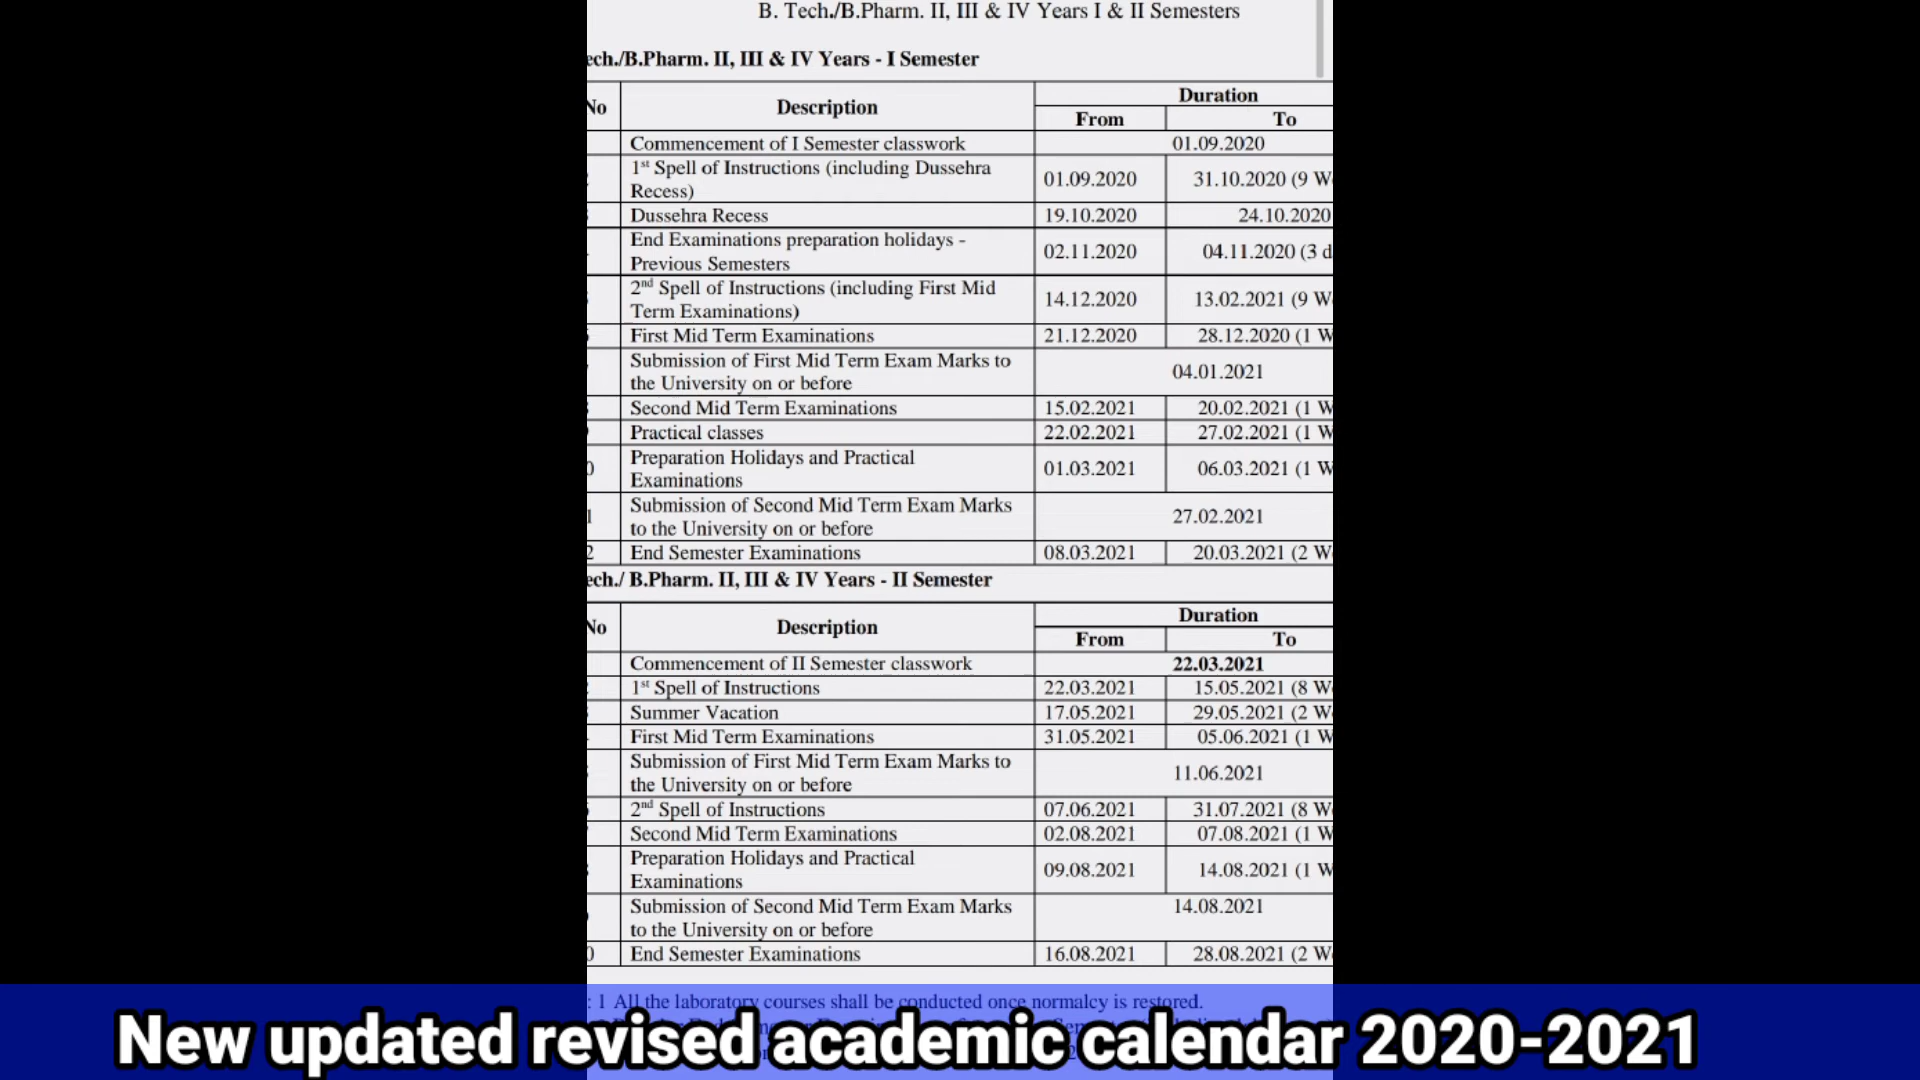 B. Tech./B.Pharm. II, III & IV Years I & II Semesters
ech./B.Pharm. II, III & IV Years - I Semester
No Description Duration
From To
Commencement of I Semester classwork 01.09.2020
1st Spell of Instructions (including Dussehra
Recess) 01.09.2020 31.10.2020 (9 W
Dussehra Recess 19.10.2020 24.10.2020
End Examinations preparation holidays -
Previous Semesters 02.11.2020 04.11.2020 (3 d
2nd Spell of Instructions (including First Mid
Term Examinations) 14.12.2020 13.02.2021 (9 W
First Mid Term Examinations 21.12.2020 28.12.2020 (1 W
Submission of First Mid Term Exam Marks to
the University on or before 04.01.2021
Second Mid Term Examinations 15.02.2021 20.02.2021 (1 W
Practical classes 22.02.2021 27.02.2021 (1 W
0 Preparation Holidays and Practical
Examinations 01.03.2021 06.03.2021 (1 W
1 Submission of Second Mid Term Exam Marks
to the University on or before 27.02.2021
2 End Semester Examinations 08.03.2021 20.03.2021 (2 W
ech./ B.Pharm. II, III & IV Years - II Semester
No Description Duration
From To
Commencement of II Semester classwork 22.03.2021
1st Spell of Instructions 22.03.2021 15.05.2021 (8 W
Summer Vacation 17.05.2021 29.05.2021 (2 W
First Mid Term Examinations 31.05.2021 05.06.2021 (1 W
Submission of First Mid Term Exam Marks to
the University on or before 11.06.2021
2nd Spell of Instructions 07.06.2021 31.07.2021 (8 W
Second Mid Term Examinations 02.08.2021 07.08.2021 (1 W
Preparation Holidays and Practical
Examinations 09.08.2021 14.08.2021 (1 W
Submission of Second Mid Term Exam Marks
to the University on or before 14.08.2021
0 End Semester Examinations 16.08.2021 28.08.2021 (2 W
: 1 All the laboratory courses shall be conducted once normalcy is restored.
New updated revised academic calendar 2020-2021